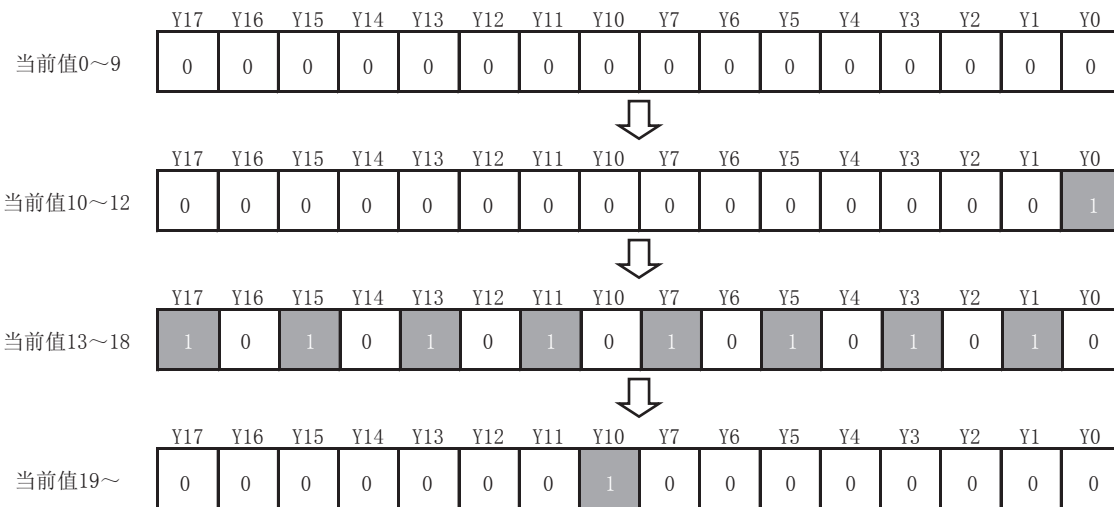 Y17 Y16 Y15 Y14 Y13 Y12 Y11 Y10 Y7 Y6 Y5 Y4 Y3 Y2 Y1 Y0
当前值0～9 0 0 0 0 0 0 0 0 0 0 0 0 0 0 0 0
Y17 Y16 Y15 Y14 Y13 Y12 Y11 Y10 Y7 Y6 Y5 Y4 Y3 Y2 Y1 Y0
当前值10～12 0 0 0 0 0 0 0 0 0 0 0 0 0 0 0 1
Y17 Y16 Y15 Y14 Y13 Y12 Y11 Y10 Y7 Y6 Y5 Y4 Y3 Y2 Y1 Y0
当前值13～18 1 0 1 0 1 0 1 0 1 0 1 0 1 0 1 0
Y17 Y16 Y15 Y14 Y13 Y12 Y11 Y10 Y7 Y6 Y5 Y4 Y3 Y2 Y1 Y0
当前值19～ 0 0 0 0 0 0 0 1 0 0 0 0 0 0 0 0